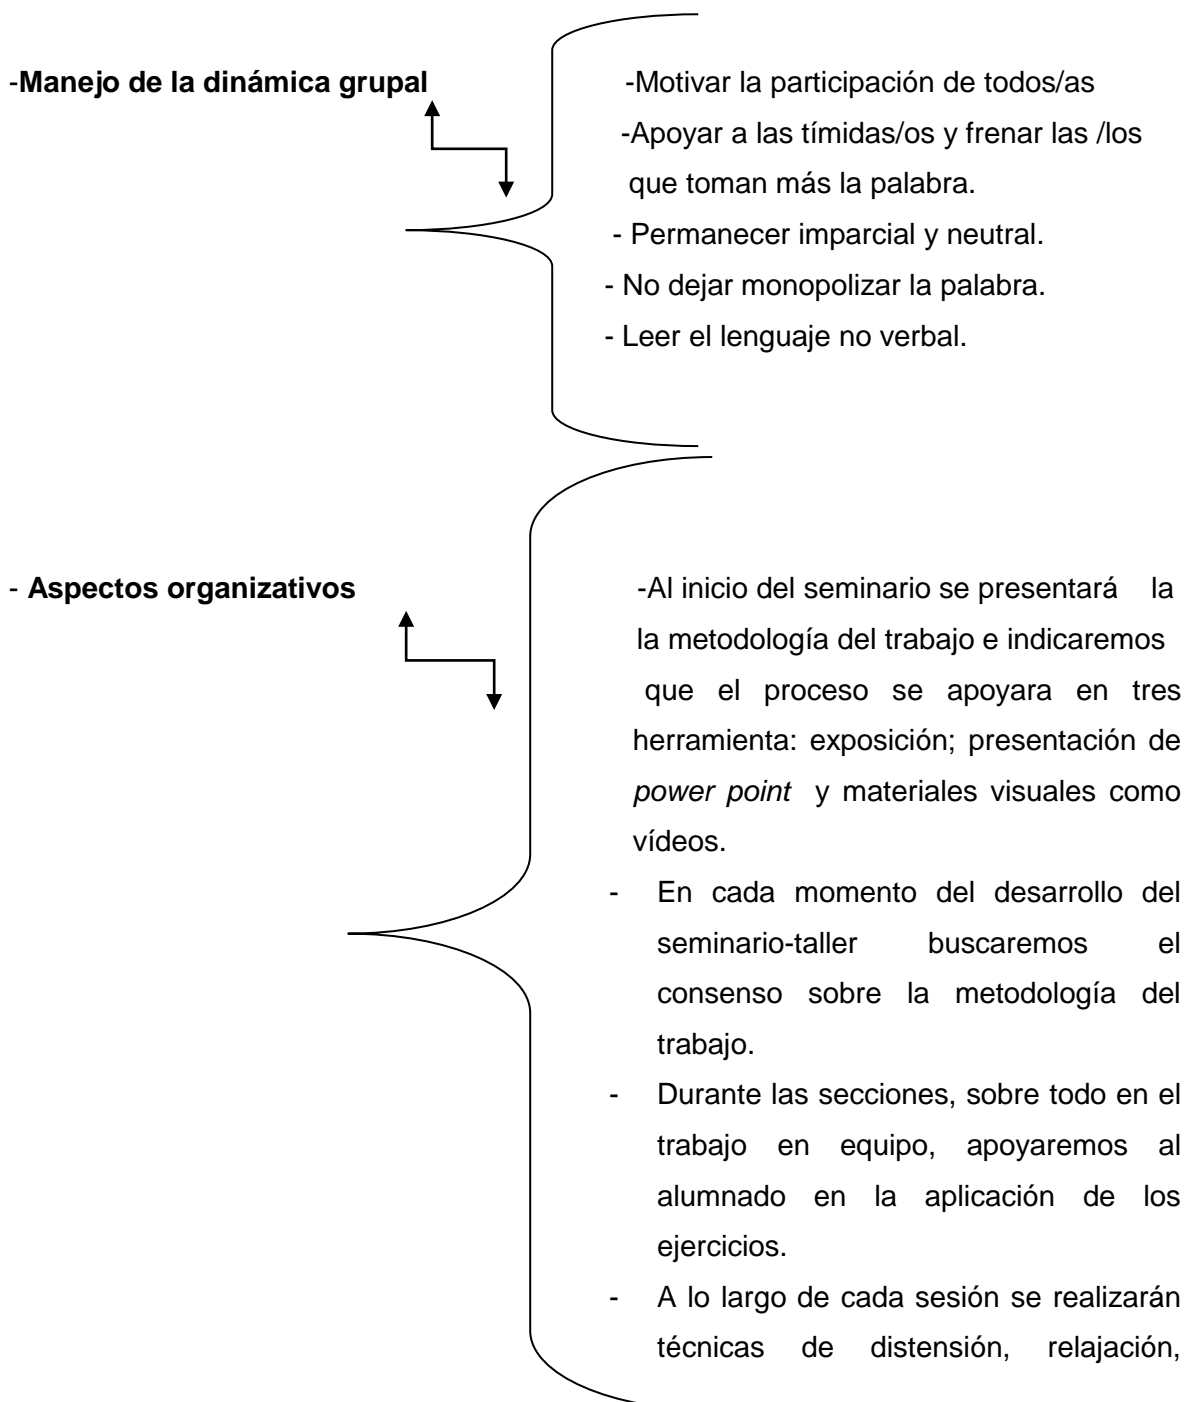 -Manejo de la dinámica grupal
-Motivar la participación de todos/as
-Apoyar a las tímidas/os y frenar las /los
que toman más la palabra.
- Permanecer imparcial y neutral.
- No dejar monopolizar la palabra.
- Leer el lenguaje no verbal.
- Aspectos organizativos
-Al inicio del seminario se presentará la
la metodología del trabajo e indicaremos
que el proceso se apoyara en tres
herramienta: exposición; presentación de
power point y materiales visuales como
vídeos.
- En cada momento del desarrollo del
seminario-taller buscaremos el
consenso sobre la metodología del
trabajo.
- Durante las secciones, sobre todo en el
trabajo en equipo, apoyaremos al
alumnado en la aplicación de los
ejercicios.
- A lo largo de cada sesión se realizarán
técnicas de distensión, relajación,